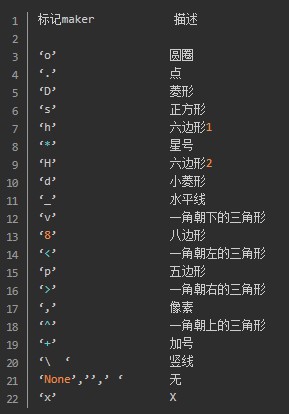 1 标记maker 描述
2
3 ‘o’ 圆圈
4 ‘.’ 点
5 ‘D’ 菱形
6 ‘s’ 正方形
7 ‘h’ 六边形1
8 ‘*’ 星号
9 ‘H’ 六边形2
10 ‘d’ 小菱形
11 ‘_’ 水平线
12 ‘v’ 一角朝下的三角形
13 ‘8’ 八边形
14 ‘<’ 一角朝左的三角形
15 ‘p’ 五边形
16 ‘>’ 一角朝右的三角形
17 ‘,’ 像素
18 ‘^’ 一角朝上的三角形
19 ‘+’ 加号
20 ‘\ ‘ 竖线
21 ‘None’,’’,’ ‘ 无
22 ‘x’ X